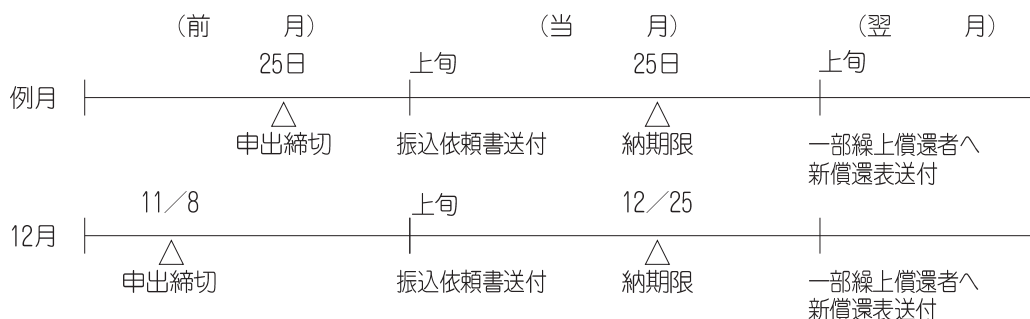 （前　　　月）　（当　　　月）　（翌　　　月）
25日　上旬　25日　上旬
例月
申出締切　振込依頼書送付　納期限　一部繰上償還者へ
新償還表送付
11／8　上旬　12／25
12月
申出締切　振込依頼書送付　納期限　一部繰上償還者へ
新償還表送付